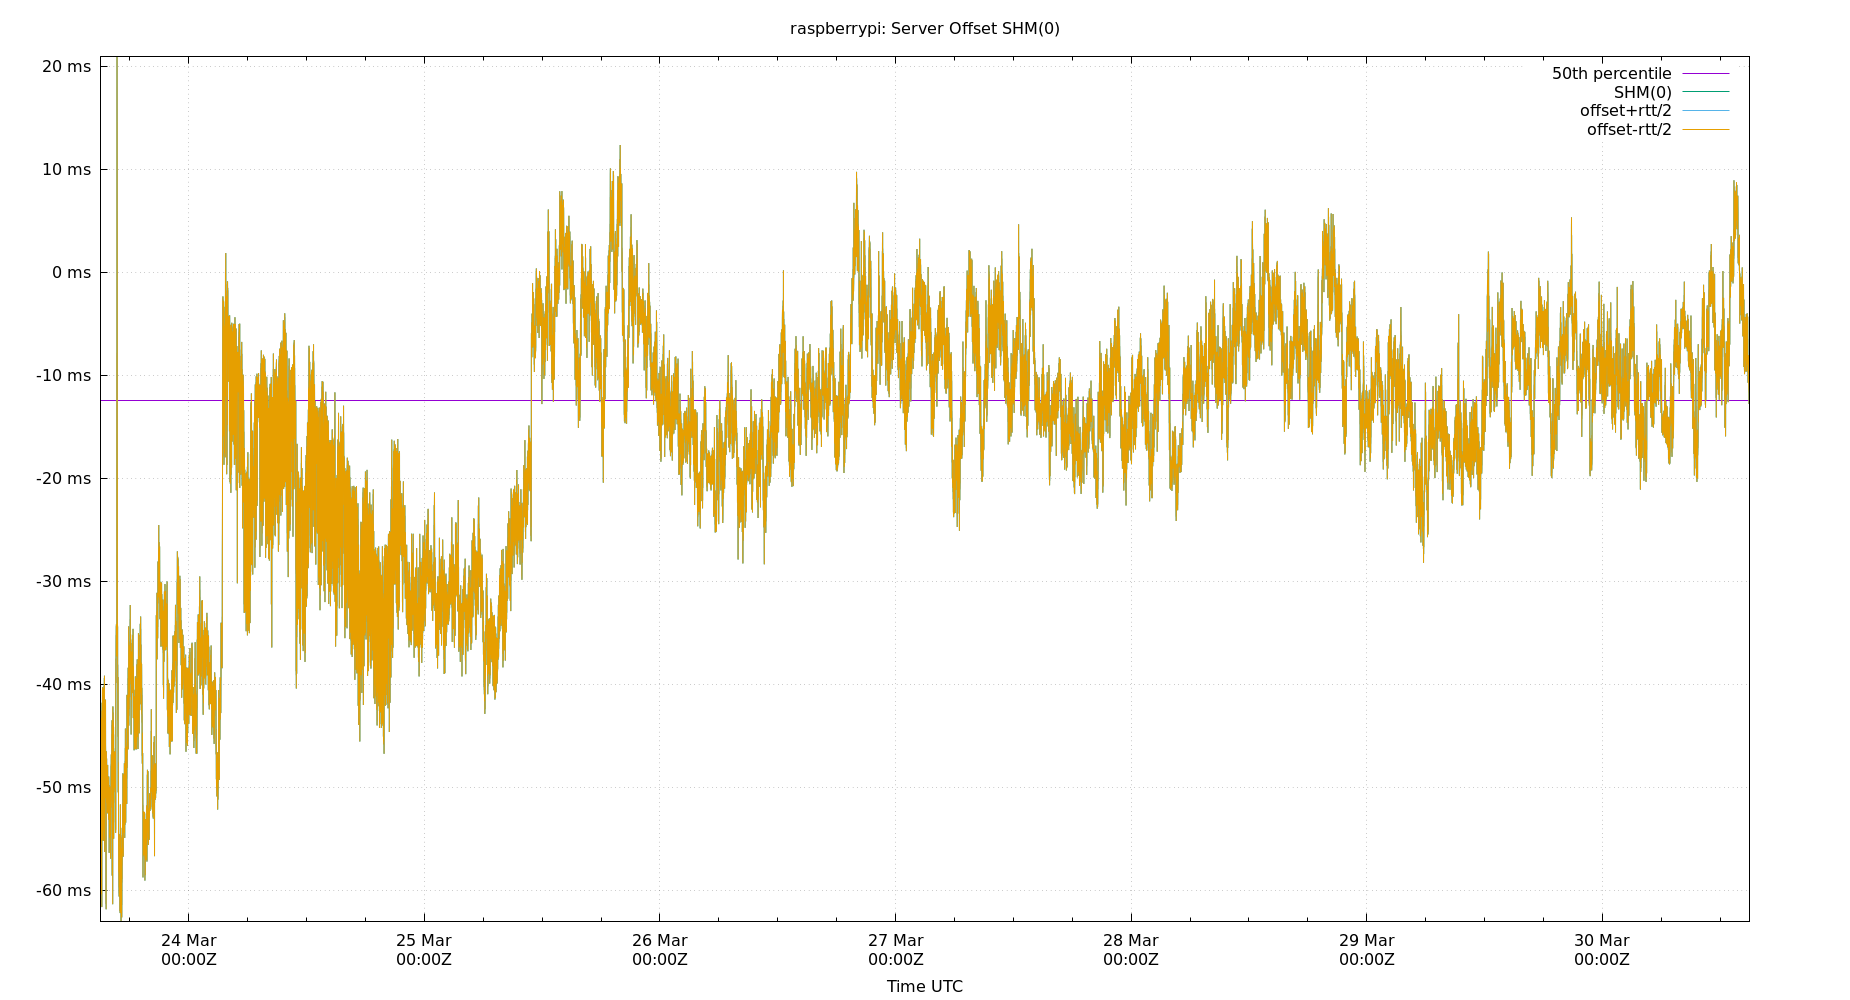 raspberrypi: Server Offset SHM(0)
20 ms
10 ms
0 ms
-10 ms
-20 ms
-30 ms
-40 ms
-50 ms
-60 ms
50th percentile
SHM(0)
offset+rtt/2
offset-rtt/2
24 Mar 25 Mar 26 Mar 27 Mar 28 Mar 29 Mar 30 Mar
00:00Z 00:00Z 00:00Z 00:00Z 00:00Z 00:00Z 00:00Z
Time UTC